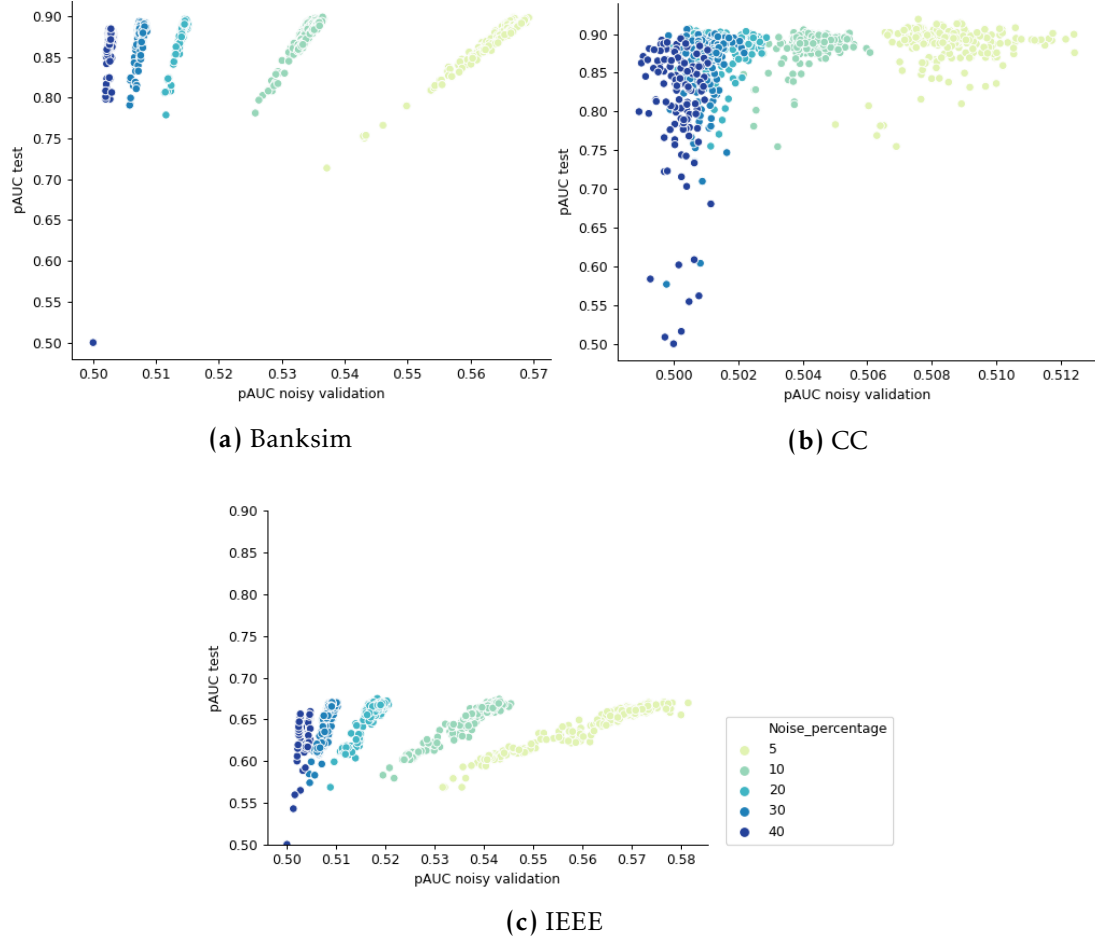 0.90
0.85
0.80
0.75
0.70
0.65
0.60
0.55
0.50
pAUC test
0.50 0.51 0.52 0.53 0.54 0.55 0.56 0.57
pAUC noisy validation
(a) Banksim
0.90
0.85
0.80
0.75
0.70
0.65
0.60
0.55
0.50
pAUC test
0.500 0.502 0.504 0.506 0.508 0.510 0.512
pAUC noisy validation
(b) CC
0.90
0.85
0.80
0.75
0.70
0.65
0.60
0.55
0.50
pAUC test
0.50 0.51 0.52 0.53 0.54 0.55 0.56 0.57 0.58
pAUC noisy validation
Noise_percentage
5
10
20
30
40
(c) IEEE